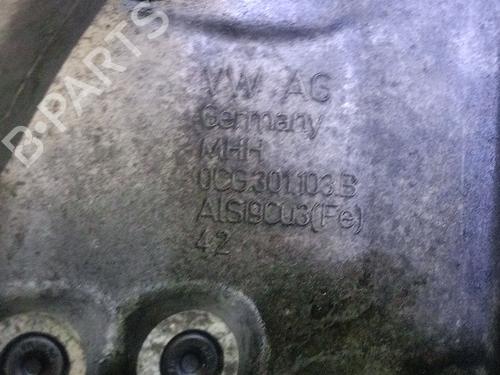 B-PARTS
VW AG
Germany
MHH
0CG.301.103.B
AlSi9Cu3(Fe)
42